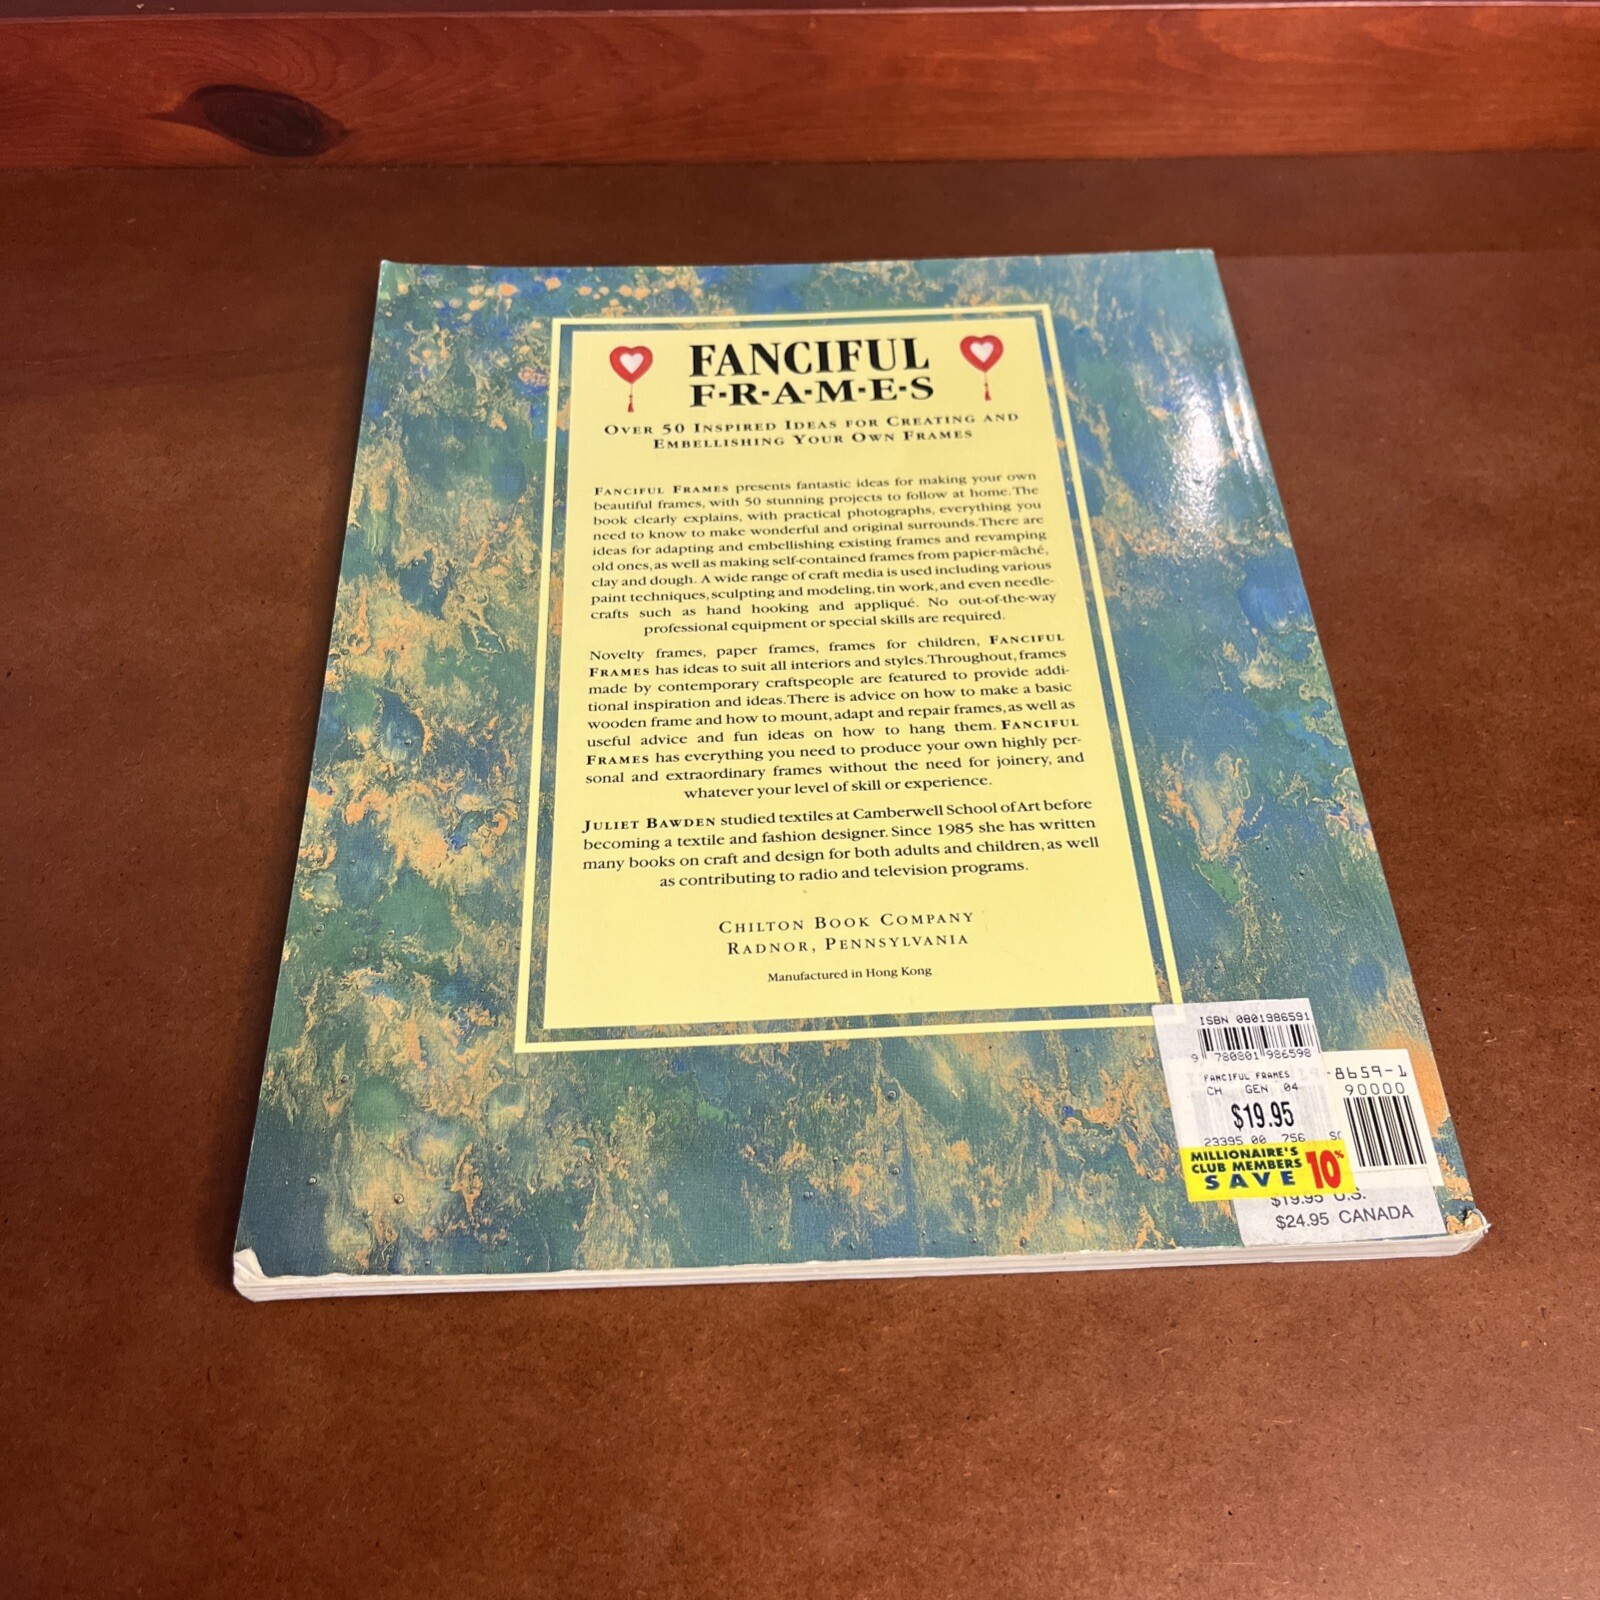 FANCIFUL
F·R·A·M·E·S
OVER 50 INSPIRED IDEAS FOR CREATING AND
EMBELLISHING YOUR OWN FRAMES
FANCIFUL FRAMES presents fantastic ideas for making your own
beautiful frames, with 50 stunning projects to follow at home. The
book clearly explains, with practical photographs, everything you
need to know to make wonderful and original surrounds. There are
ideas for adapting and embellishing existing frames and revamping
old ones, as well as making self-contained frames from papier-mâché,
clay and dough. A wide range of craft media is used including various
paint techniques, sculpting and modeling, tin work, and even needle-
crafts such as hand hooking and appliqué. No out-of-the-way
professional equipment or special skills are required.
Novelty frames, paper frames, frames for children, FANCIFUL
FRAMES has ideas to suit all interiors and styles. Throughout, frames
made by contemporary craftspeople are featured to provide addi-
tional inspiration and ideas. There is advice on how to make a basic
wooden frame and how to mount, adapt and repair frames, as well as
useful advice and fun ideas on how to hang them. FANCIFUL
FRAMES has everything you need to produce your own highly per-
sonal and extraordinary frames without the need for joinery, and
whatever your level of skill or experience.
JULIET BAWDEN studied textiles at Camberwell School of Art before
becoming a textile and fashion designer. Since 1985 she has written
many books on craft and design for both adults and children, as well
as contributing to radio and television programs.
CHILTON BOOK COMPANY
RADNOR, PENNSYLVANIA
Manufactured in Hong Kong
ISBN 0801986591
9 780801 986598
FANCIFUL FRAMES
CH GEN 04
$19.95
23395 00 756
MILLIONAIRE'S
CLUB MEMBERS
SAVE 10%
-8659-1
90000
$19.95 U.S.
$24.95 CANADA